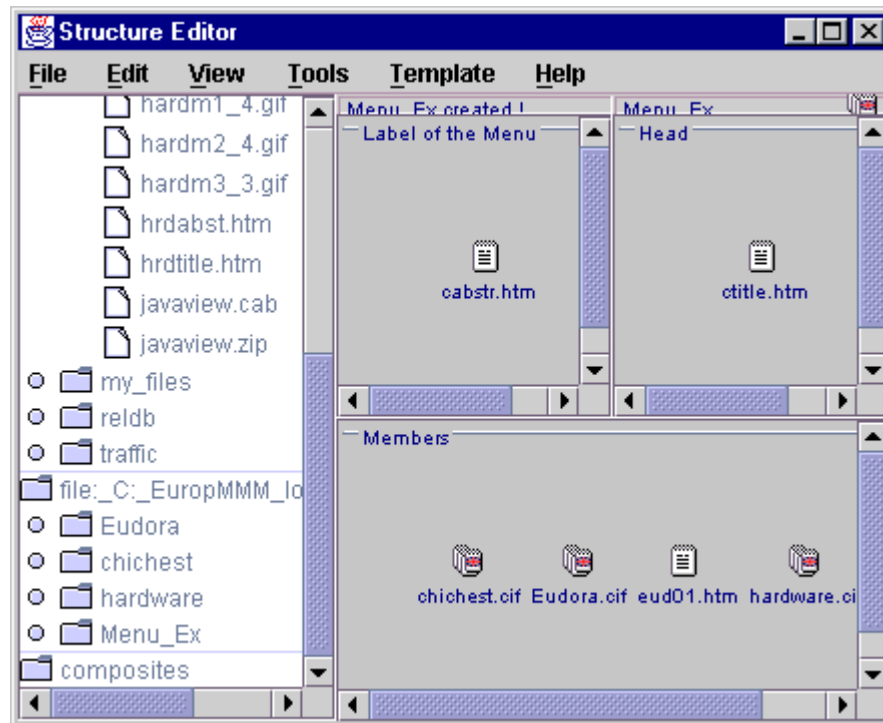 Structure Editor
File Edit View Tools Template Help
hardm1_4.gif
hardm2_4.gif
hardm3_3.gif
hrdabst.htm
hrdtitle.htm
javaview.cab
javaview.zip
my_files
reldb
traffic
file:_C:_EuropMMM_lo
Eudora
chichest
hardware
Menu_Ex
composites
Menu_Ex created !
Label of the Menu
cabstr.htm
Menu_Ex
Head
ctitle.htm
Members
chichest.cif Eudora.cif eud01.htm hardware.ci